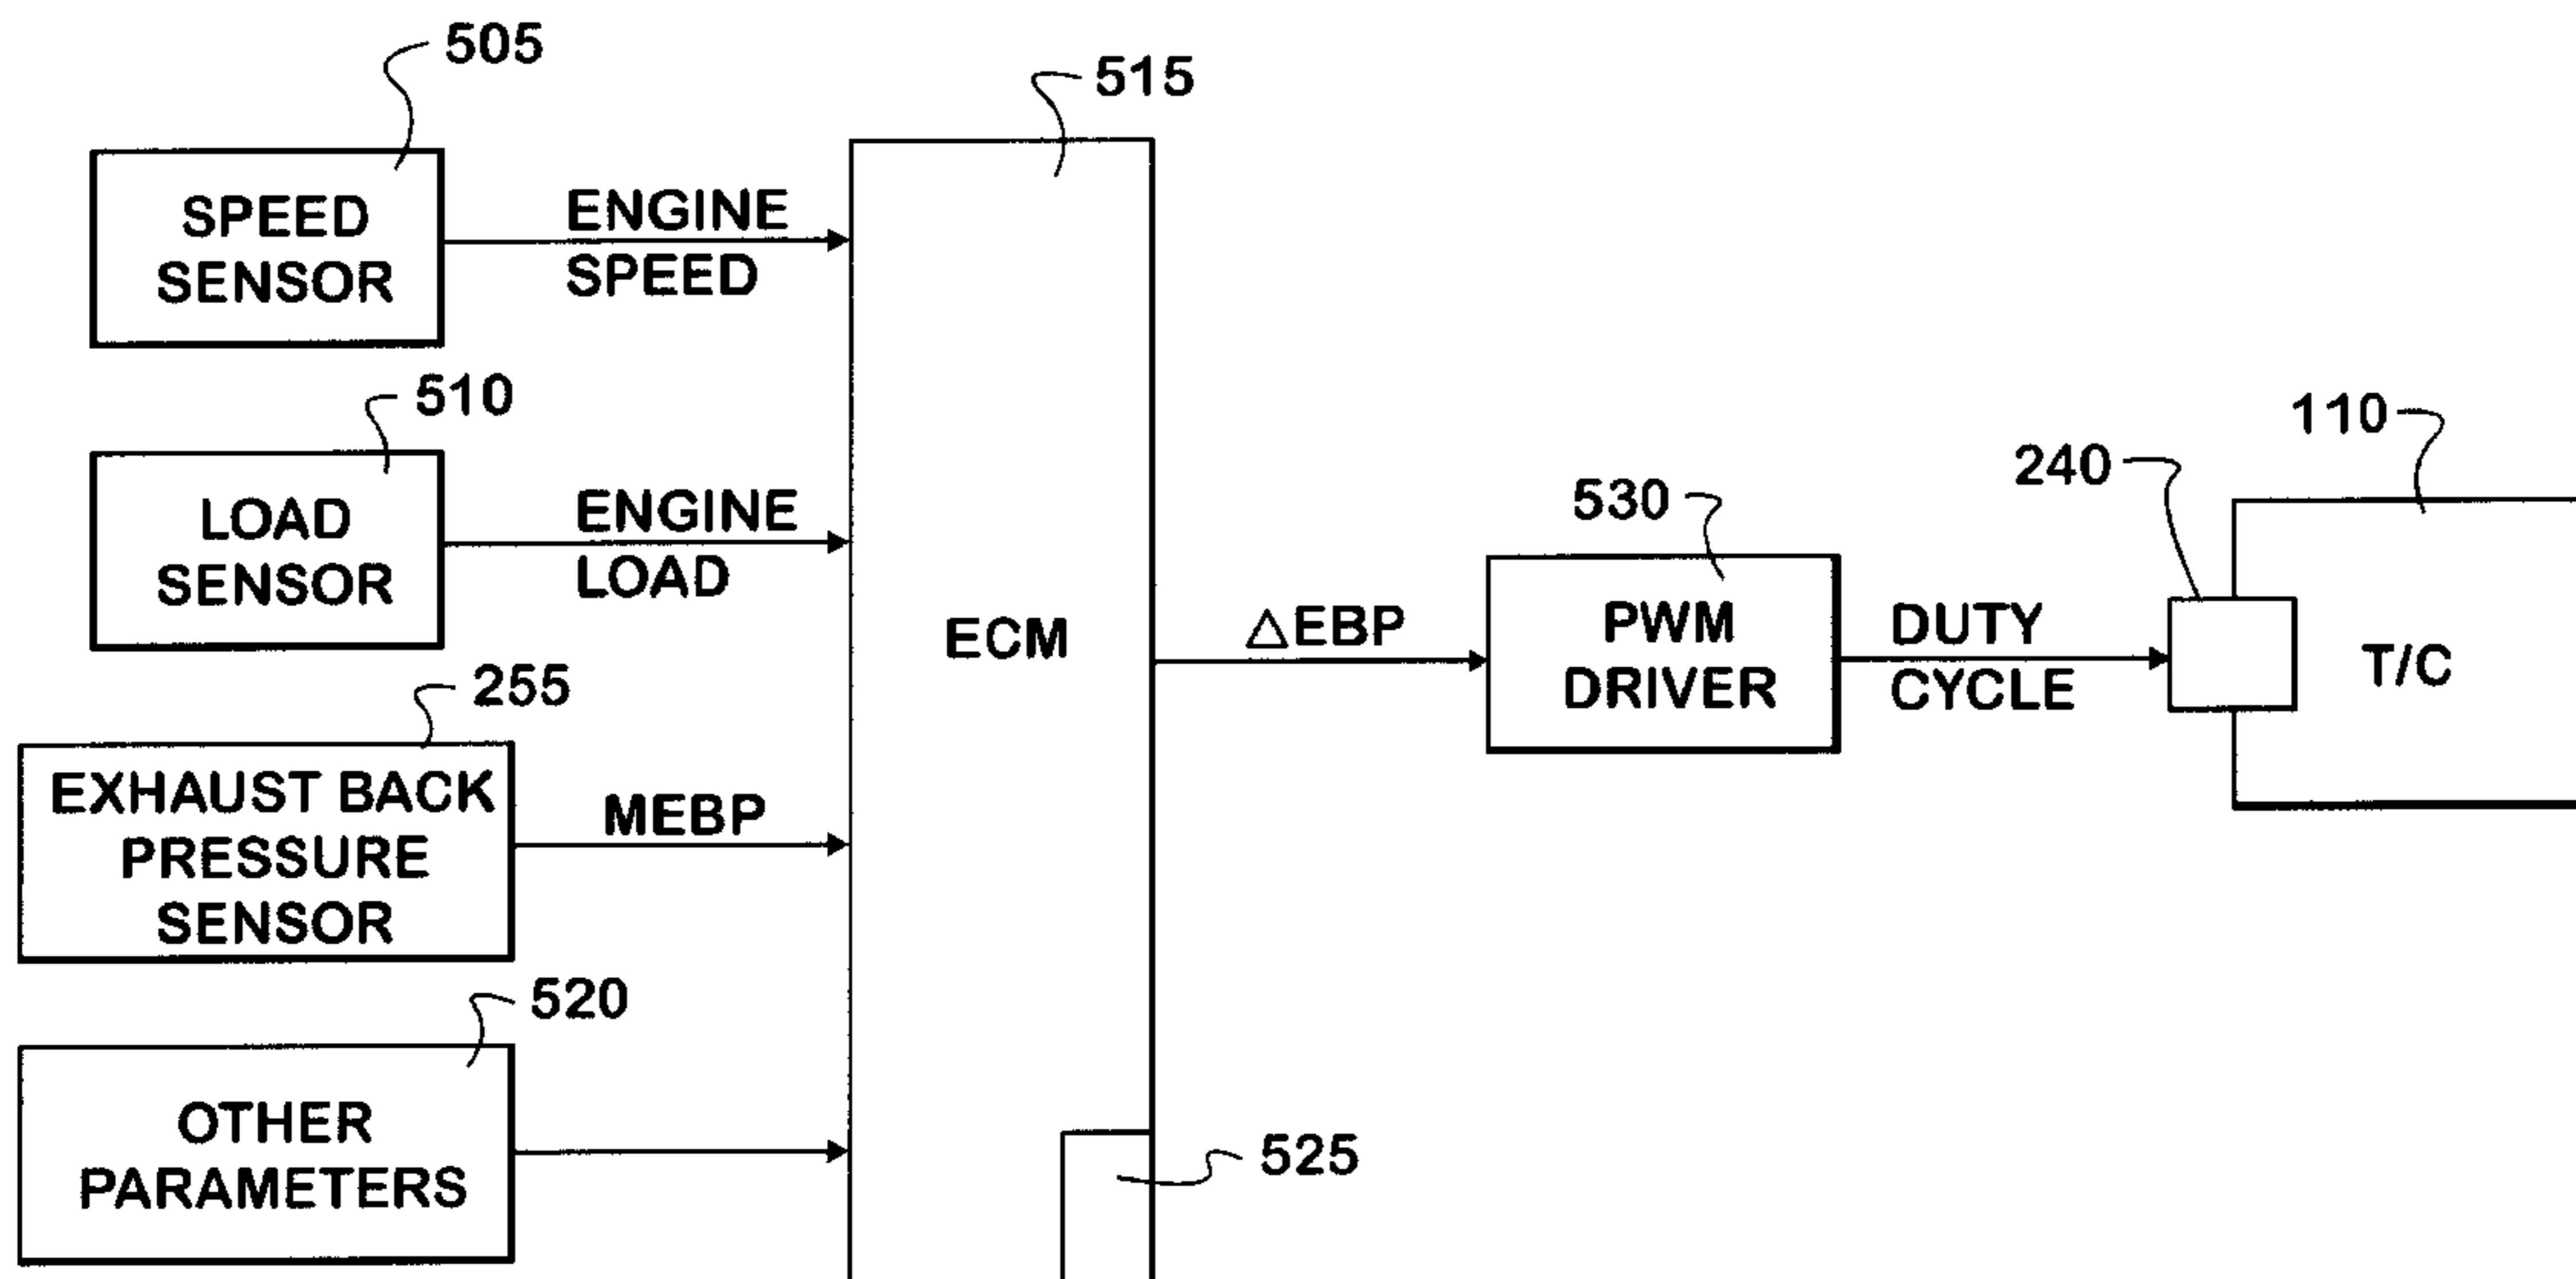 505
SPEED
SENSOR
ENGINE
SPEED
515
510
LOAD
SENSOR
ENGINE
LOAD
255
EXHAUST BACK
PRESSURE
SENSOR
MEBP
520
OTHER
PARAMETERS
ECM
525
△EBP
530
PWM
DRIVER
DUTY
CYCLE
240
110
T/C